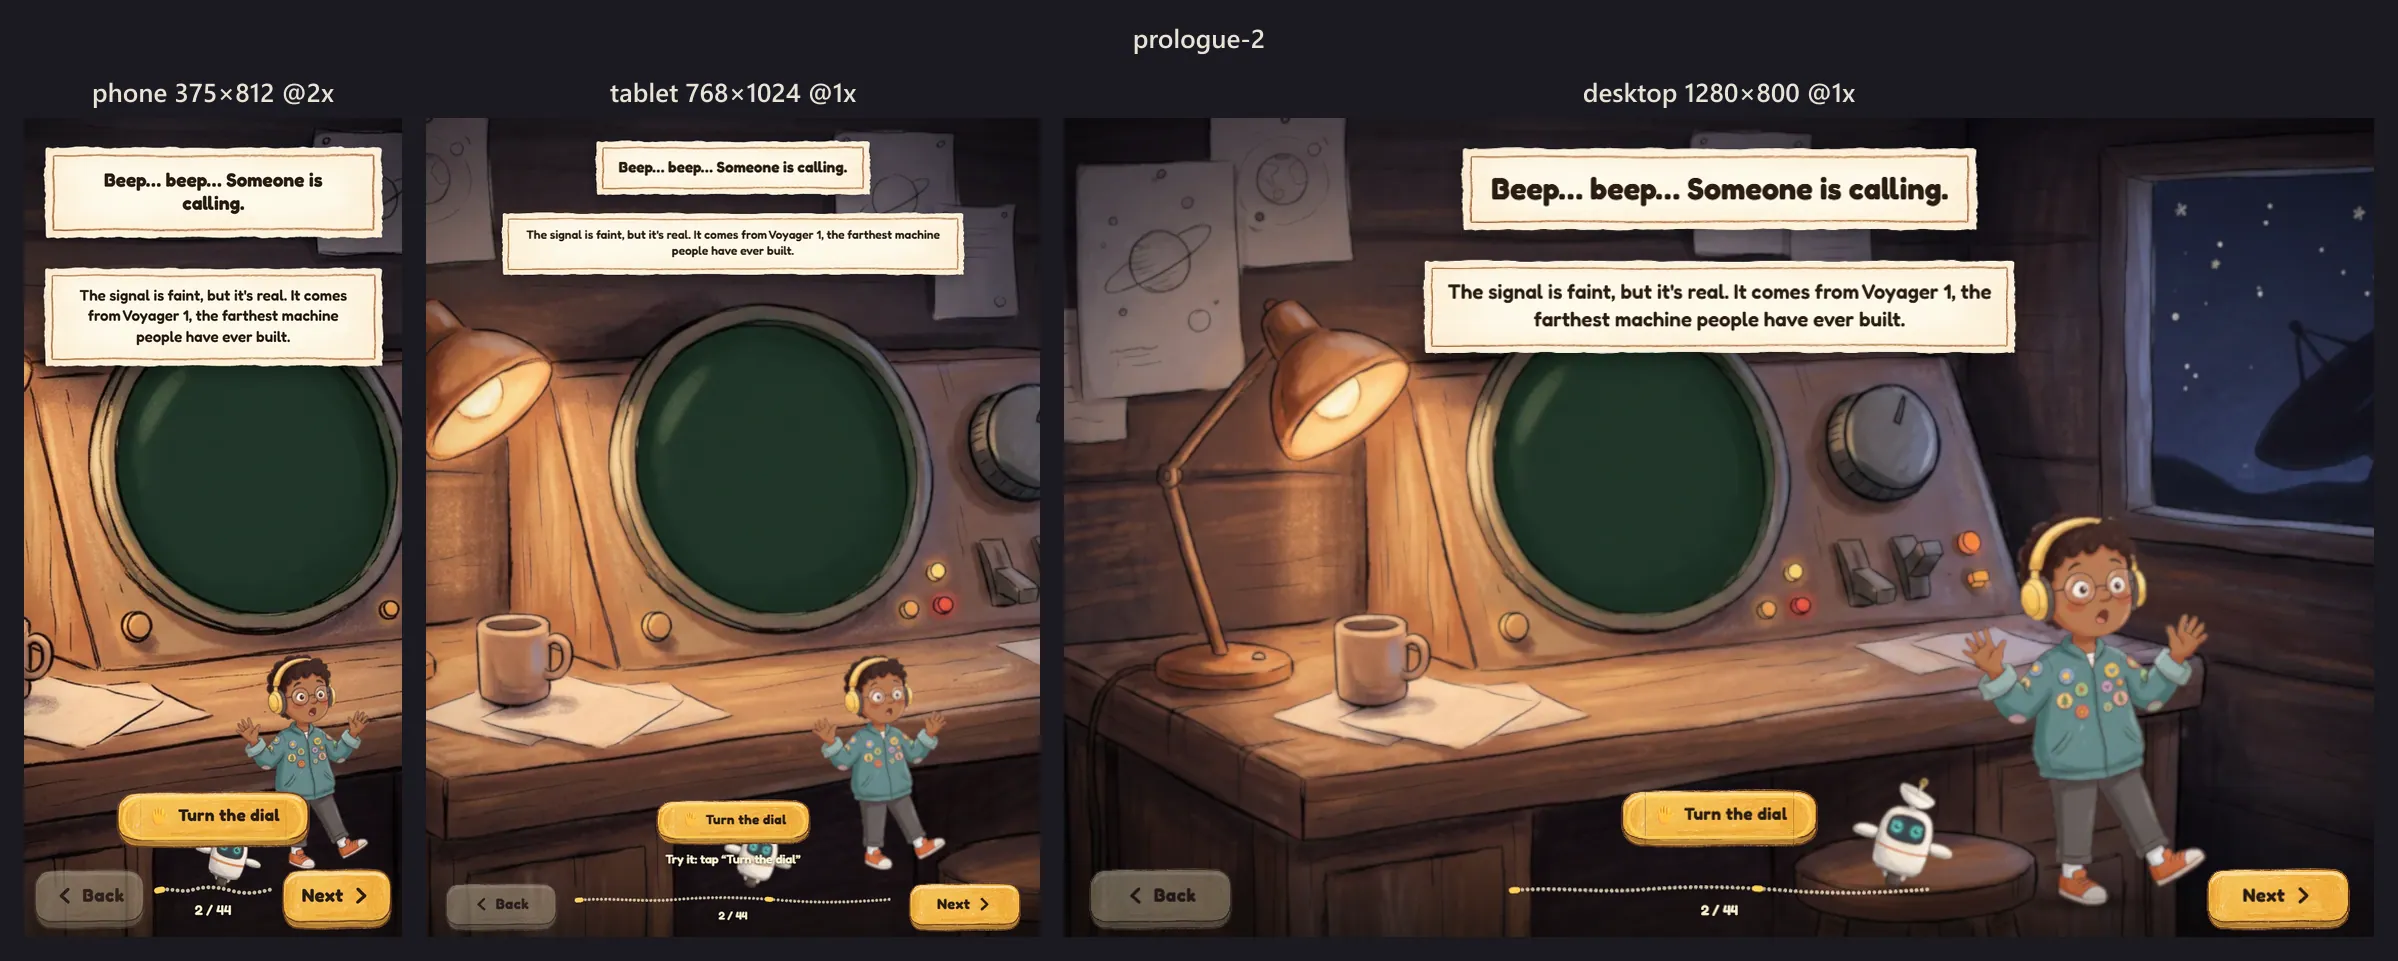 prologue-2
phone 375×812 @2x
Beep... beep... Someone is
calling.
The signal is faint, but it's real. It comes
from Voyager 1, the farthest machine
people have ever built.
Turn the dial
Back
2 / 44
Next
tablet 768×1024 @1x
Beep... beep... Someone is calling.
The signal is faint, but it's real. It comes from Voyager 1, the farthest machine
people have ever built.
Turn the dial
Try it: tap “Turn the dial”
Back
2 / 44
Next
desktop 1280×800 @1x
Beep... beep... Someone is calling.
The signal is faint, but it's real. It comes from Voyager 1, the
farthest machine people have ever built.
Turn the dial
Back
2 / 44
Next